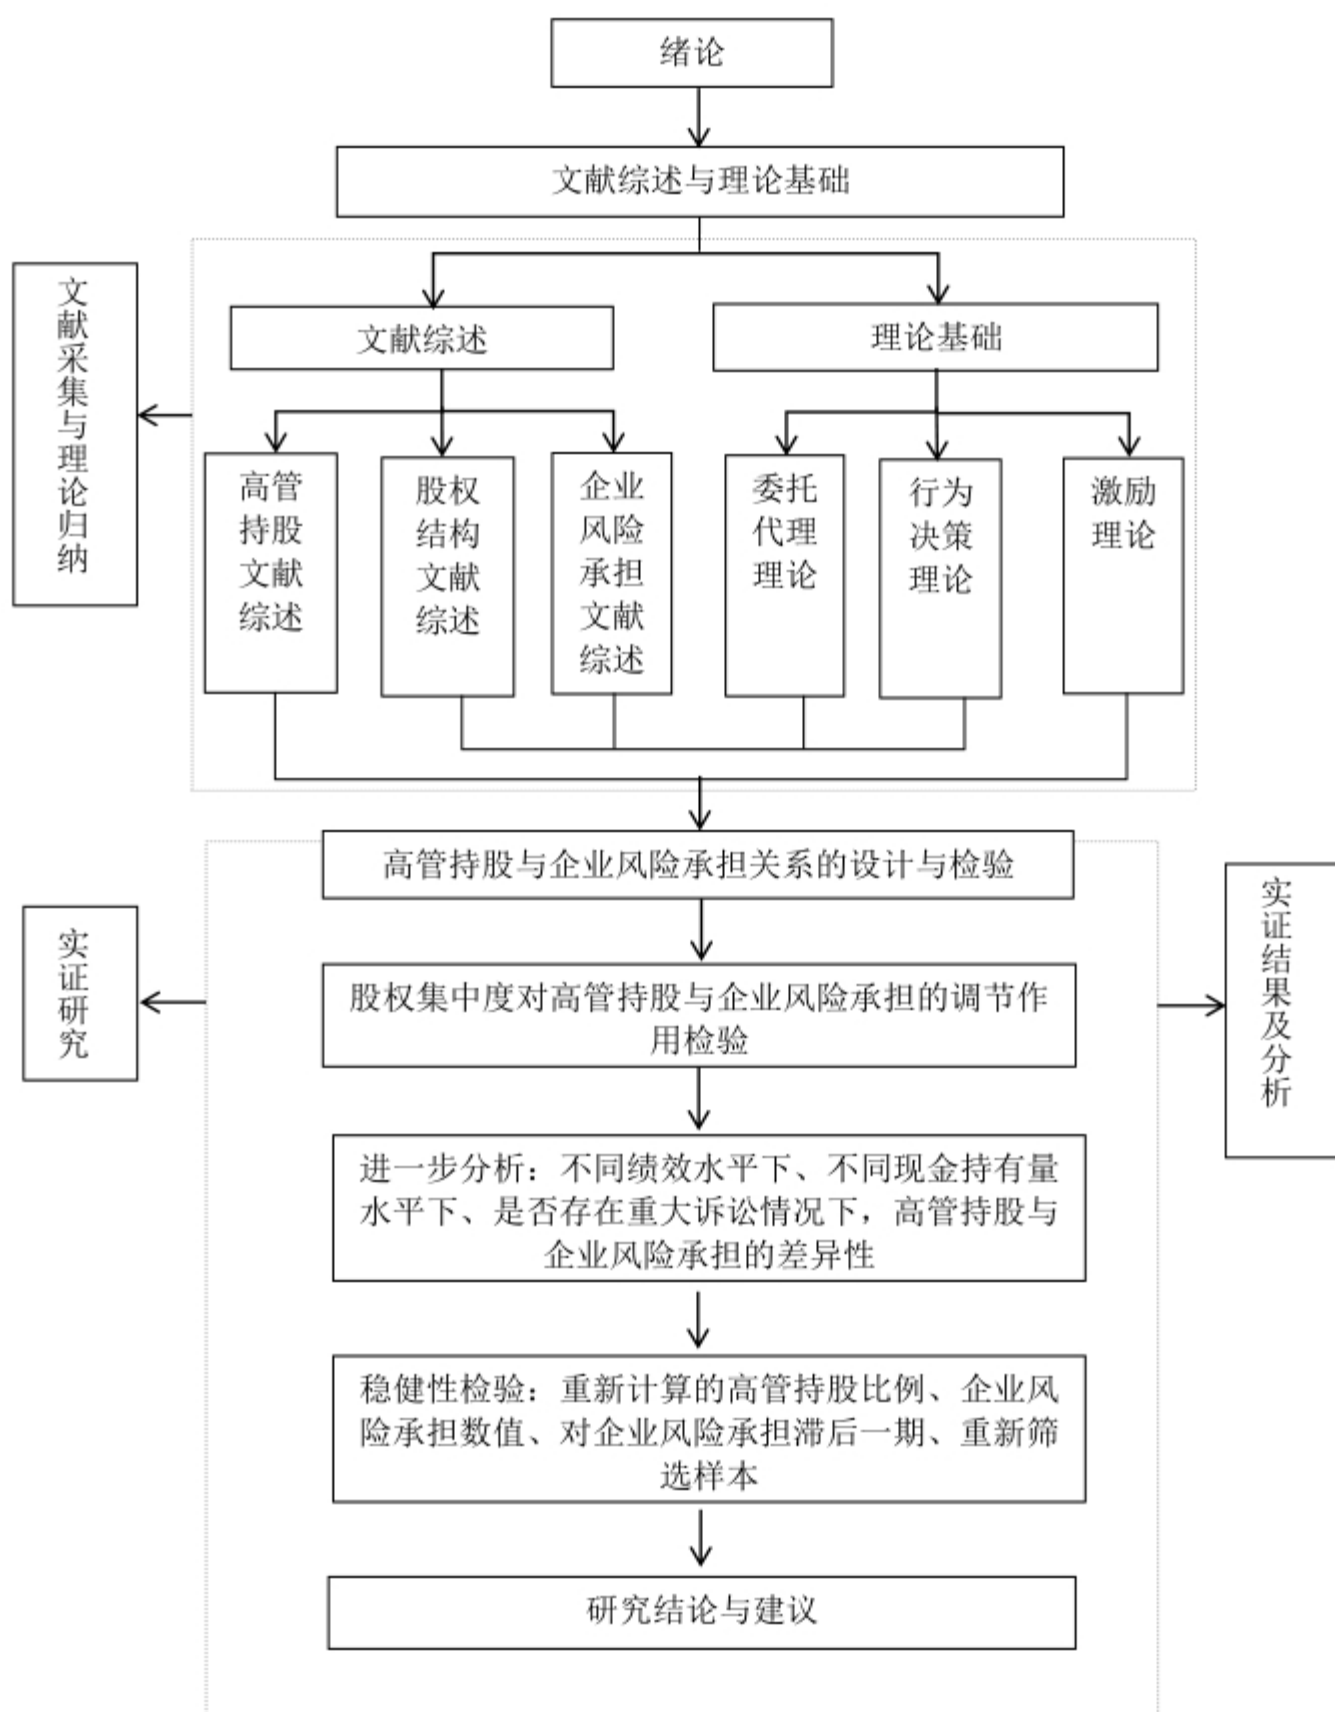 绪论
文献综述与理论基础
文献采集与理论归纳
文献综述
理论基础
高管
持股
文献
综述
股权
结构
文献
综述
企业
风险
承担
文献
综述
委托
代理
理论
行为
决策
理论
激励
理论
高管持股与企业风险承担关系的设计与检验
实证研究
实证结果及分析
股权集中度对高管持股与企业风险承担的调节作
用检验
进一步分析：不同绩效水平下、不同现金持有量
水平下、是否存在重大诉讼情况下，高管持股与
企业风险承担的差异性
稳健性检验：重新计算的高管持股比例、企业风
险承担数值、对企业风险承担滞后一期、重新筛
选样本
研究结论与建议